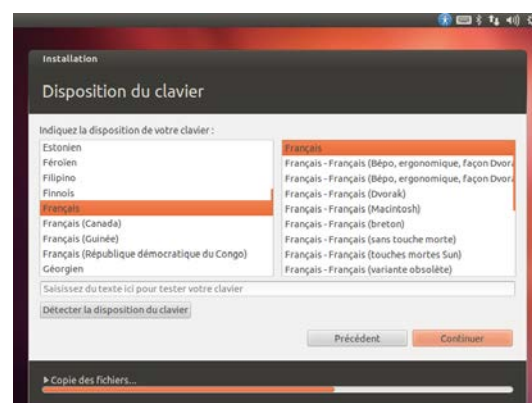 Installation
Disposition du clavier
Indiquez la disposition de votre clavier :
Estonien
Féroïen
Filipino
Finnois
Français
Français (Canada)
Français (Guinée)
Français (République démocratique du Congo)
Géorgien
Français
Français - Français (Bépo, ergonomique, façon Dvora
Français - Français (Bépo, ergonomique, façon Dvora
Français - Français (Dvorak)
Français - Français (Macintosh)
Français - Français (breton)
Français - Français (sans touche morte)
Français - Français (touches mortes Sun)
Français - Français (variante obsolète)
Saisissez du texte ici pour tester votre clavier
Détecter la disposition du clavier
Précédent
Continuer
Copie des fichiers...